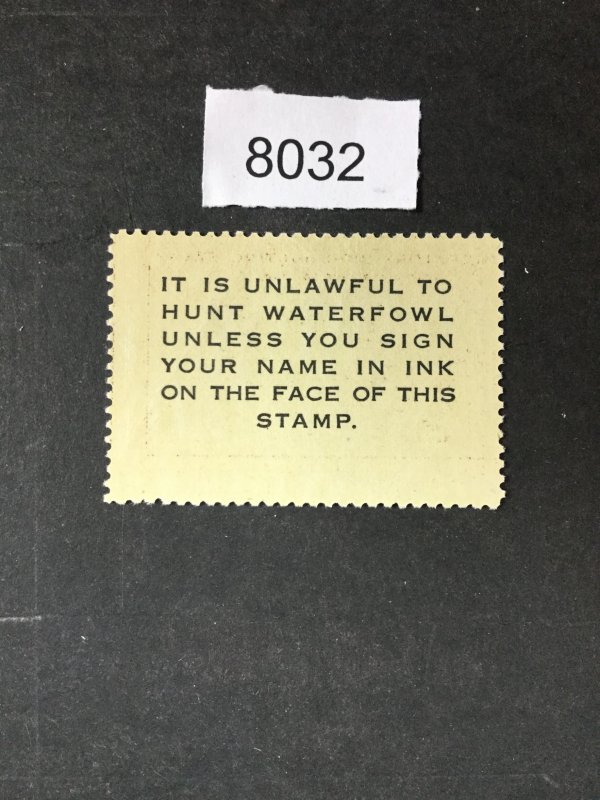 8032
IT IS UNLAWFUL TO
HUNT WATERFOWL
UNLESS YOU SIGN
YOUR NAME IN INK
ON THE FACE OF THIS
STAMP.